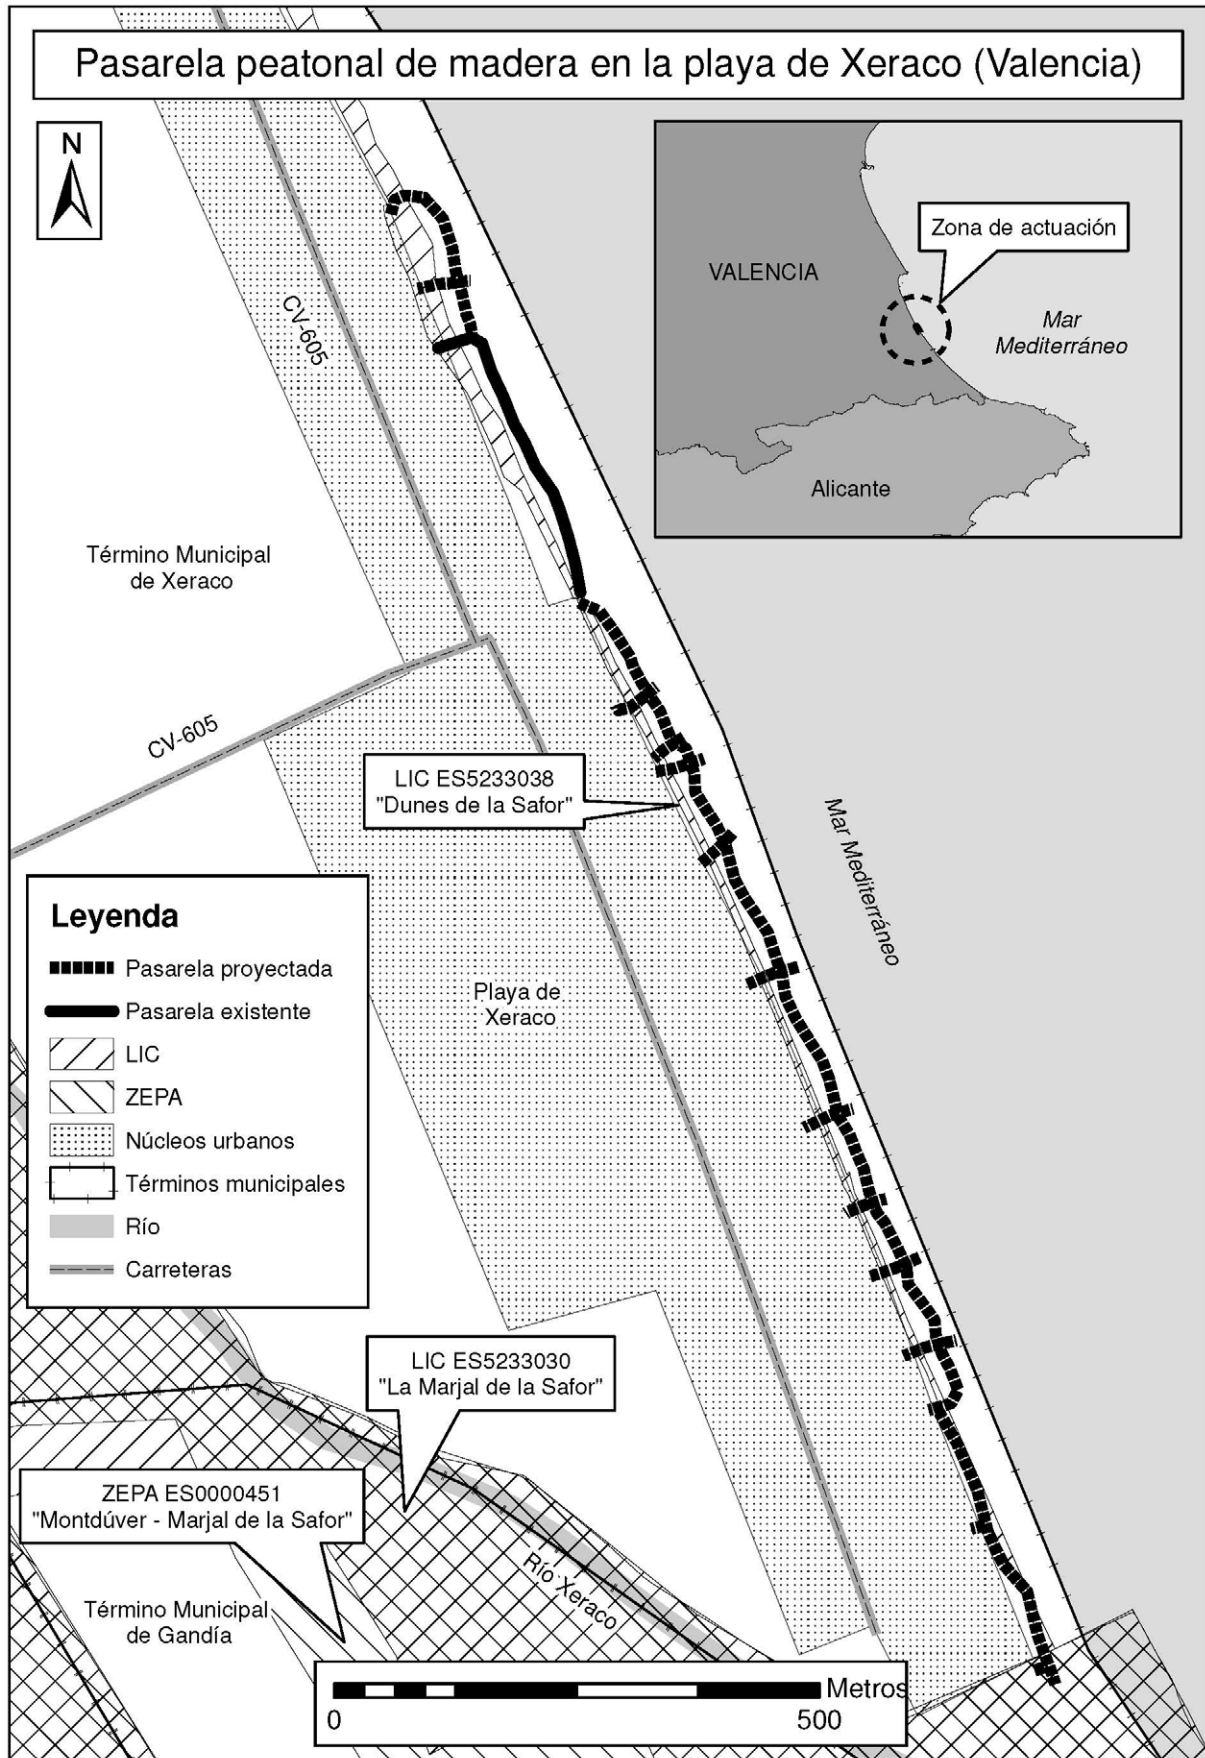 Pasarela peatonal de madera en la playa de Xeraco (Valencia)
N
Zona de actuación
VALENCIA
Mar
Mediterráneo
Alicante
CV-605
Término Municipal
de Xeraco
CV-605
LIC ES5233038
"Dunes de la Safor"
Mar Mediterráneo
Leyenda
Pasarela proyectada
Pasarela existente
LIC
ZEPA
Núcleos urbanos
Términos municipales
Río
Carreteras
Playa de
Xeraco
LIC ES5233030
"La Marjal de la Safor"
ZEPA ES0000451
"Montdúver - Marjal de la Safor"
Río Xeraco
Término Municipal
de Gandía
Metros
0 500